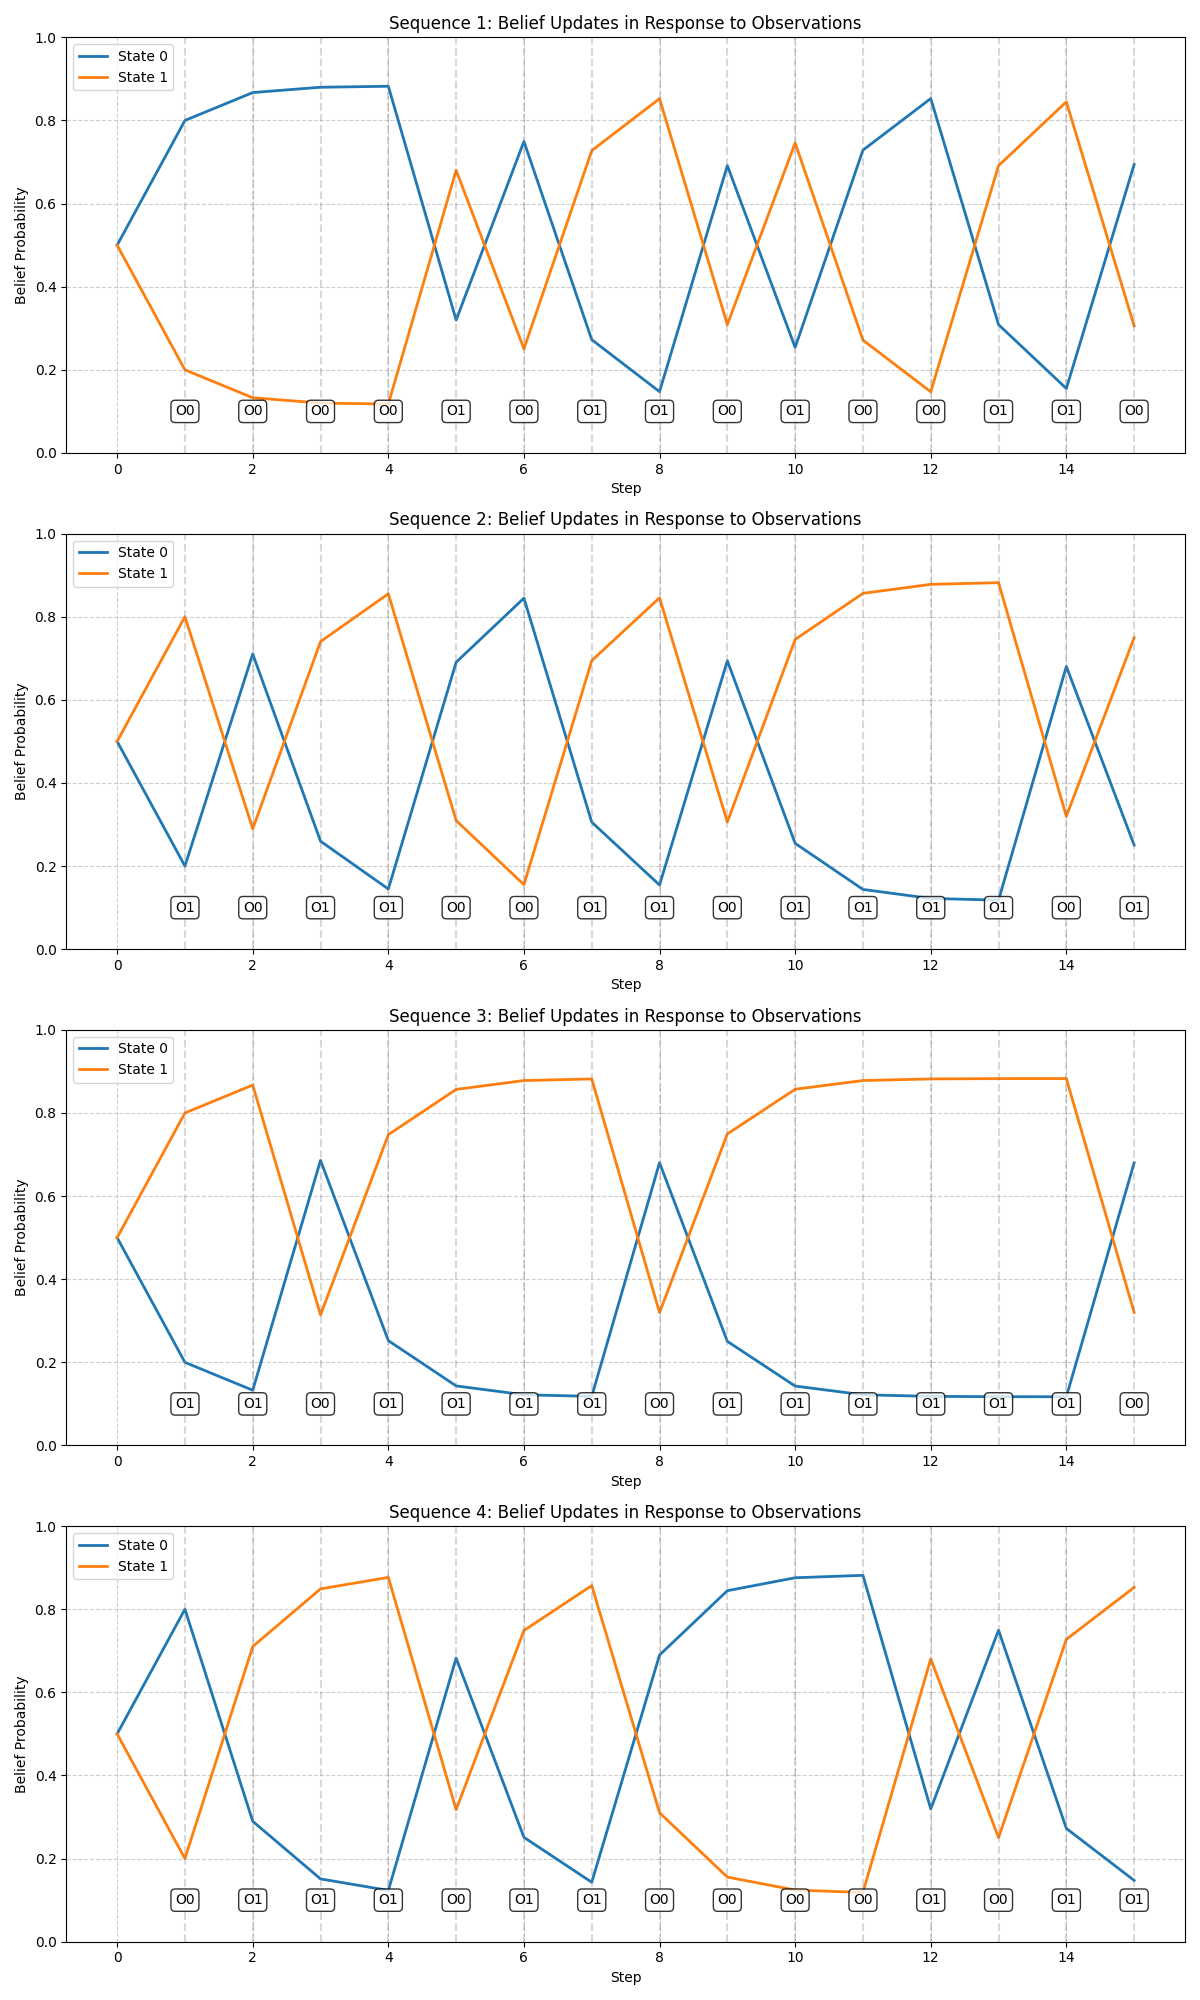 Sequence 1: Belief Updates in Response to Observations
1.0
State 0
State 1
0.8
0.6
Belief Probability
0.4
0.2
O0 O0 O0 O0 O1 O0 O1 O1 O0 O1 O0 O0 O1 O1 O0
0.0
0 2 4 6 8 10 12 14
Step
Sequence 2: Belief Updates in Response to Observations
1.0
State 0
State 1
0.8
0.6
Belief Probability
0.4
0.2
O1 O0 O1 O1 O0 O0 O1 O1 O0 O1 O1 O1 O1 O0 O1
0.0
0 2 4 6 8 10 12 14
Step
Sequence 3: Belief Updates in Response to Observations
1.0
State 0
State 1
0.8
0.6
Belief Probability
0.4
0.2
O1 O1 O0 O1 O1 O1 O1 O0 O1 O1 O1 O1 O1 O1 O0
0.0
0 2 4 6 8 10 12 14
Step
Sequence 4: Belief Updates in Response to Observations
1.0
State 0
State 1
0.8
0.6
Belief Probability
0.4
0.2
O0 O1 O1 O1 O0 O1 O1 O0 O0 O0 O0 O1 O0 O1 O1
0.0
0 2 4 6 8 10 12 14
Step